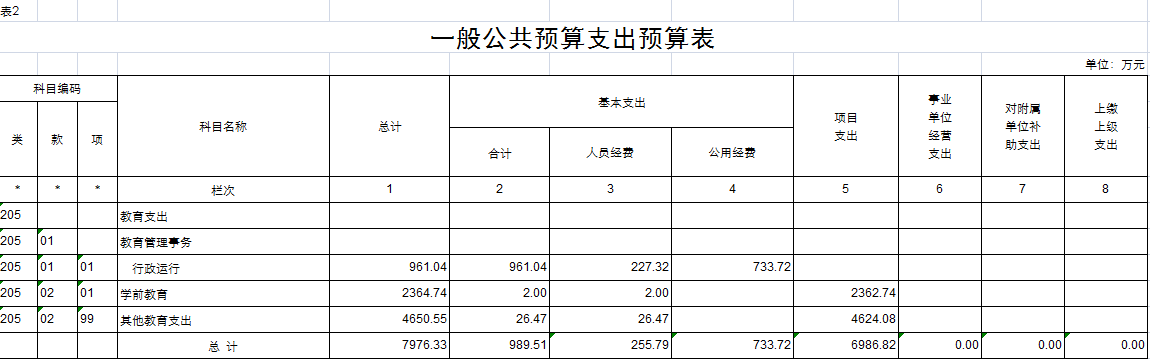 表2
一般公共预算支出预算表
单位：万元
科目编码 科目名称 总计 基本支出 项目支出 事业单位经营支出 对附属单位补助支出 上缴上级支出
类 款 项 合计 人员经费 公用经费
* * * 栏次 1 2 3 4 5 6 7 8
205 教育支出
205 01 教育管理事务
205 01 01 行政运行 961.04 961.04 227.32 733.72
205 02 01 学前教育 2364.74 2.00 2.00 2362.74
205 02 99 其他教育支出 4650.55 26.47 26.47 4624.08
总 计 7976.33 989.51 255.79 733.72 6986.82 0.00 0.00 0.00